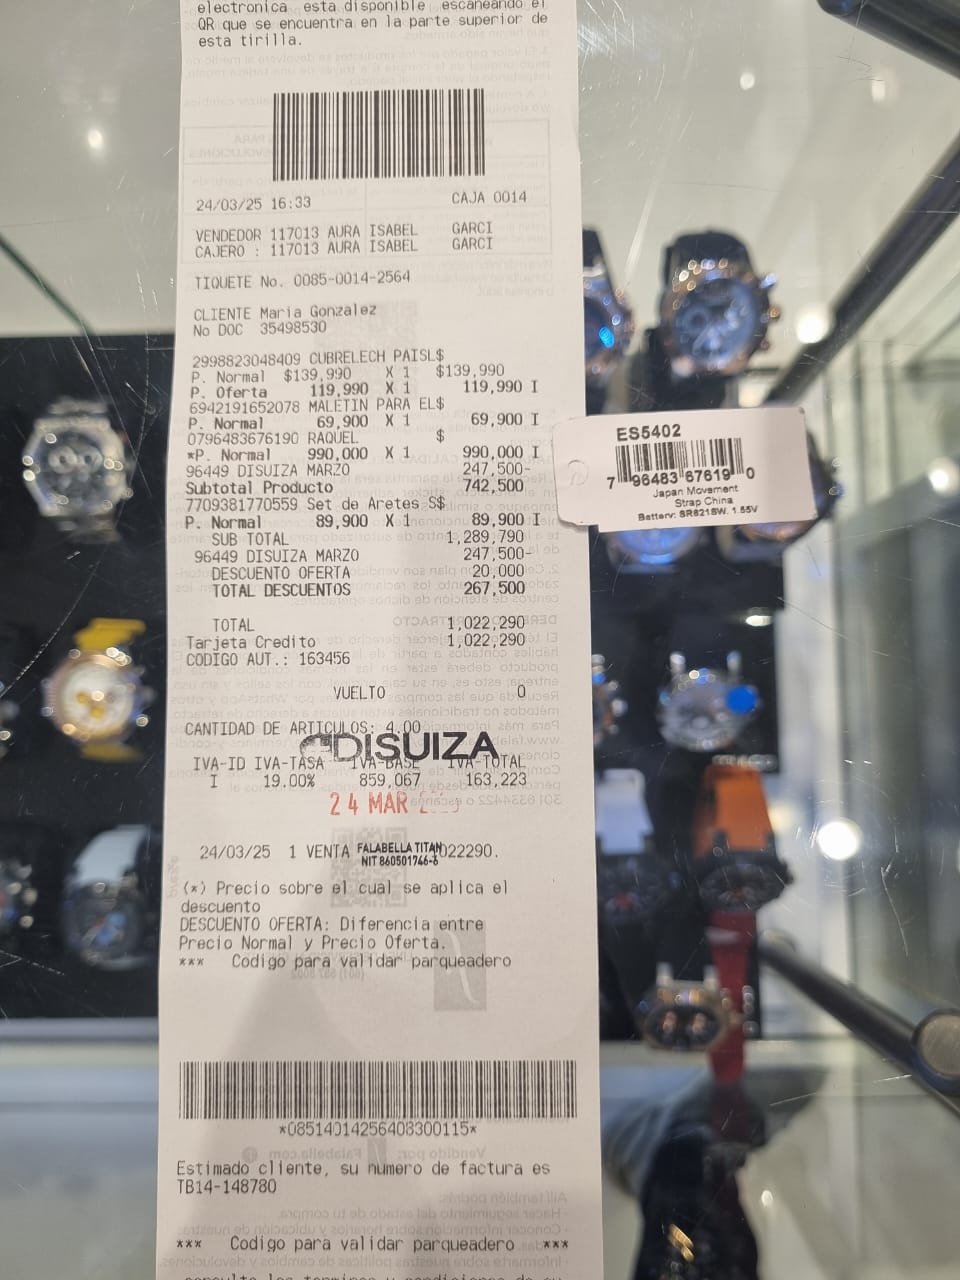 electronica, esta disponible escaneando el
QR que se encuentra en la parte superior de
esta tirilla.
24/03/25 16:33 CAJA 0014
VENDEDOR 117013 AURA ISABEL GARCI
CAJERO : 117013 AURA ISABEL GARCI
TIQUETE No. 0085-0014-2564
CLIENTE Maria Gonzalez
No DOC 35498530
2998823048409 CUBRELECH PAISL$
P. Normal $139,990 X 1 $139,990
P. Oferta 119,990 X 1 119,990 I
6942191652078 MALETIN PARA EL$
P. Normal 69,900 X 1 69,900 I
0796483676190 RAQUEL $
*P. Normal 990,000 X 1 990,000 I
96449 DISUIZA MARZO 247,500-
Subtotal Producto 742,500
7709381770559 Set de Aretes S$
P. Normal 89,900 X 1 89,900 I
SUB TOTAL 1,289,790
96449 DISUIZA MARZO 247,500-
DESCUENTO OFERTA 20,000
TOTAL DESCUENTOS 267,500
TOTAL 1,022,290
Tarjeta Credito 1,022,290
CODIGO AUT.: 163456
VUELTO 0
CANTIDAD DE ARTICULOS: 4.00
DISUIZA
IVA-ID IVA-TASA IVA-BASE IVA-TOTAL
I 19.00% 859,067 163,223
24 MAR
24/03/25 1 VENTA 022290.
FALABELLA TITAN
NIT 860501746-6
(*) Precio sobre el cual se aplica el
descuento
DESCUENTO OFERTA: Diferencia entre
Precio Normal y Precio Oferta.
*** Codigo para validar parqueadero
*08514014256403300115*
Estimado cliente, su numero de factura es
TB14-148780
*** Codigo para validar parqueadero ***
ES5402
7 96483 67619 0
Japan Movement
Strap China
Battery: SR621SW. 1.55V